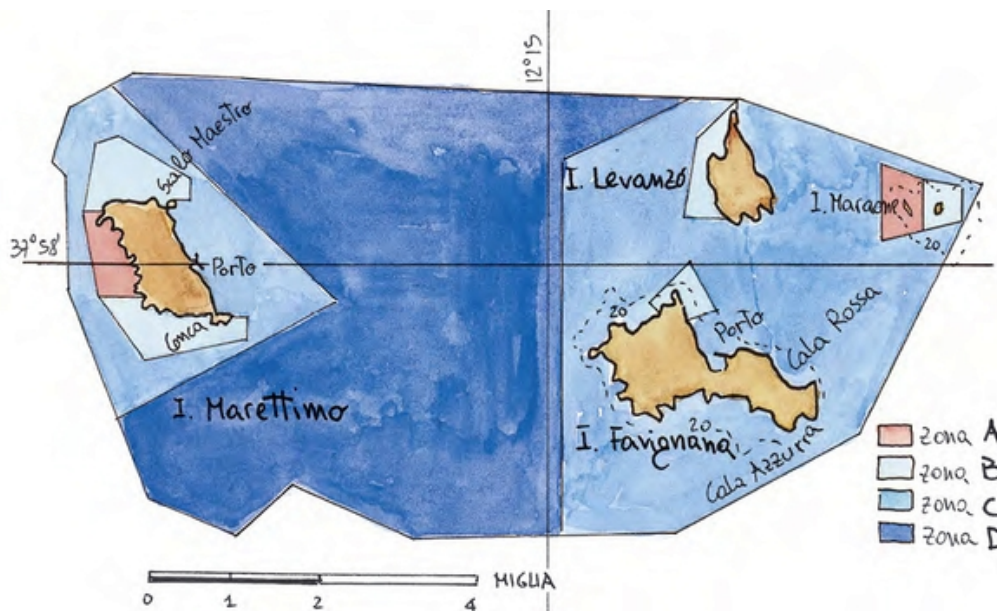 12°15
Scalo Maestro
I. Levanzo
I. Maraone
20
37°58'
Porto
20
Porto
Cala Rossa
Conca
I. Marettimo
20
I. Favignana
Cala Azzurra
zona A
zona B
zona C
zona D
MIGLIA
0 1 2 4